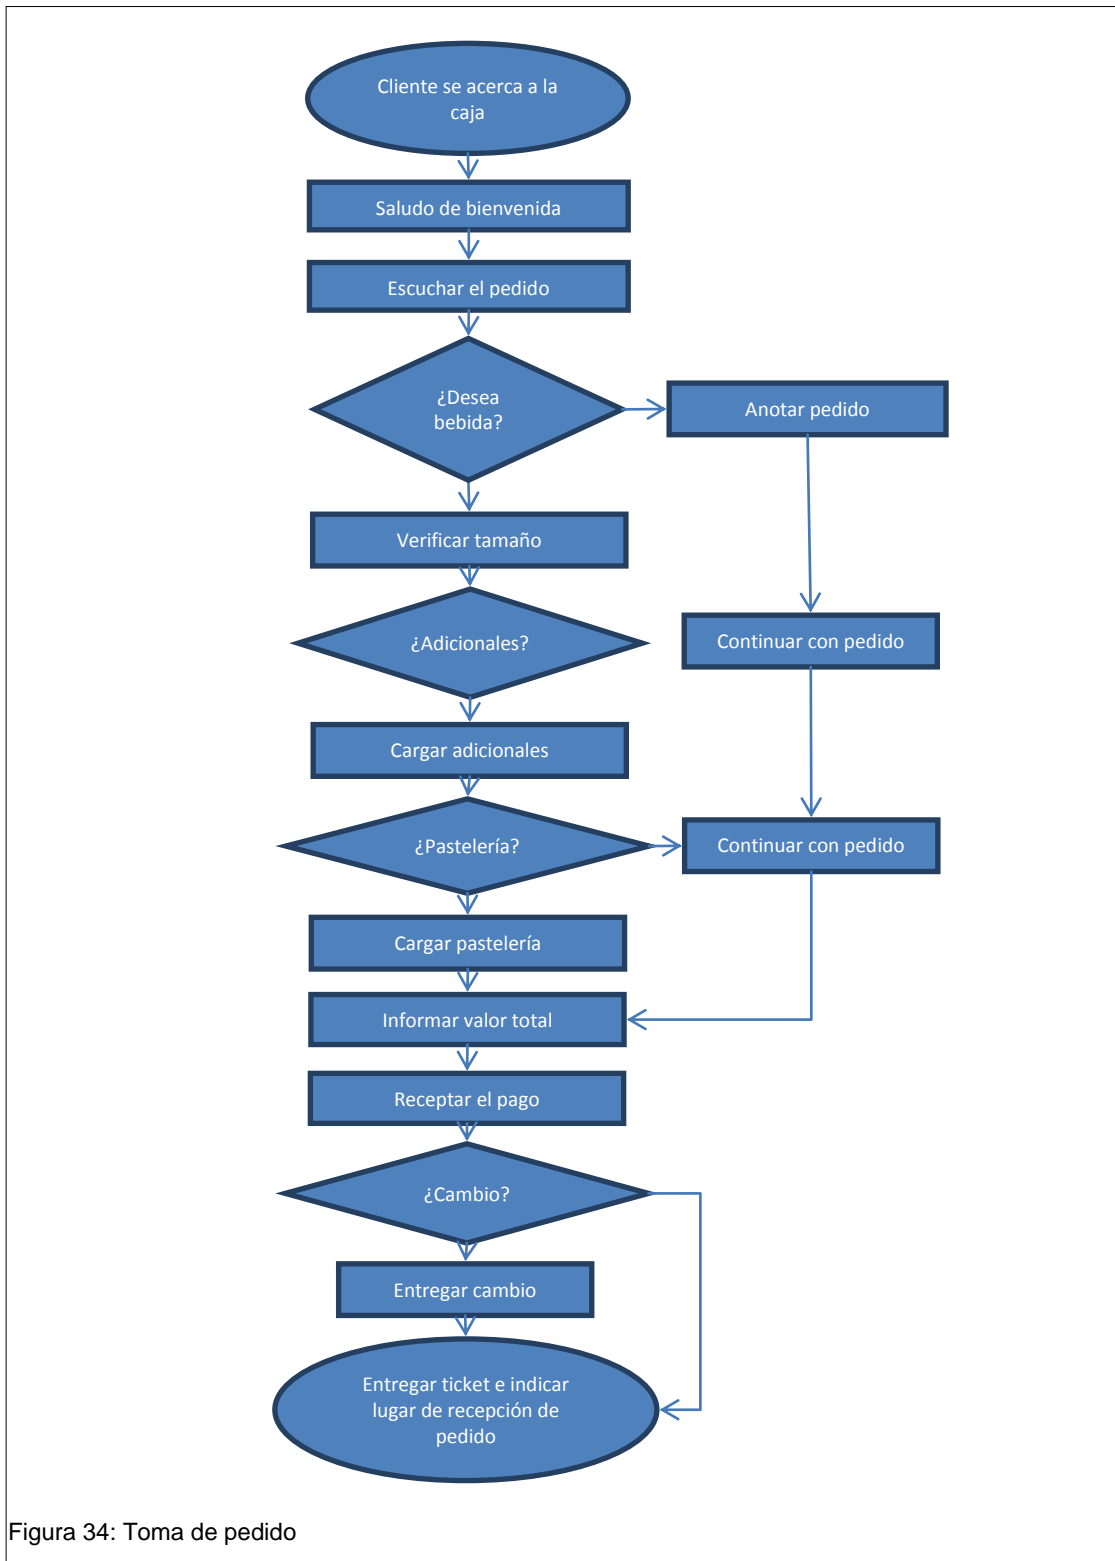 Cliente se acerca a la
caja
Saludo de bienvenida
Escuchar el pedido
¿Desea
bebida?
Anotar pedido
Verificar tamaño
¿Adicionales?
Continuar con pedido
Cargar adicionales
¿Pastelería?
Continuar con pedido
Cargar pastelería
Informar valor total
Receptar el pago
¿Cambio?
Entregar cambio
Entregar ticket e indicar
lugar de recepción de
pedido
Figura 34: Toma de pedido